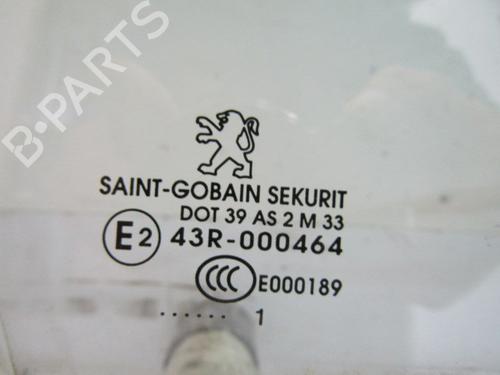 B-PARTS
SAINT-GOBAIN SEKURIT
DOT 39 AS 2 M 33
E2 43R-000464
CCC E000189
...... 1